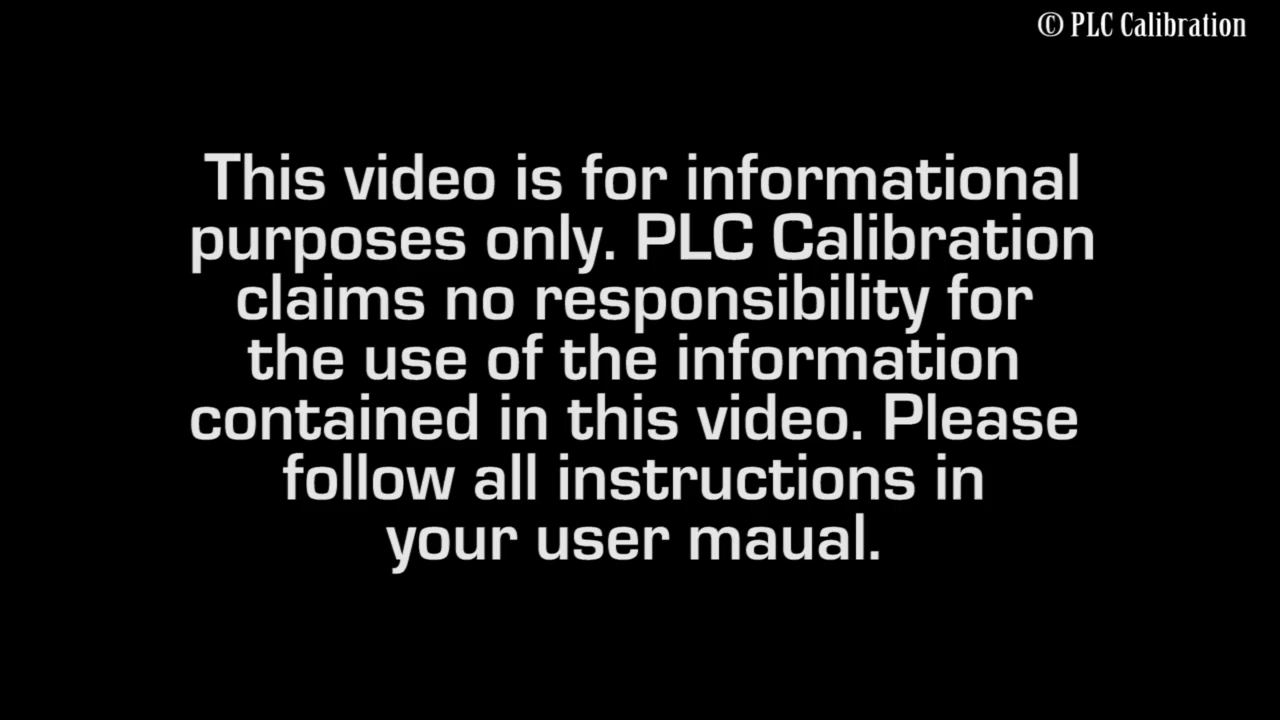 © PLC Calibration
This video is for informational
purposes only. PLC Calibration
claims no responsibility for
the use of the information
contained in this video. Please
follow all instructions in
your user maual.